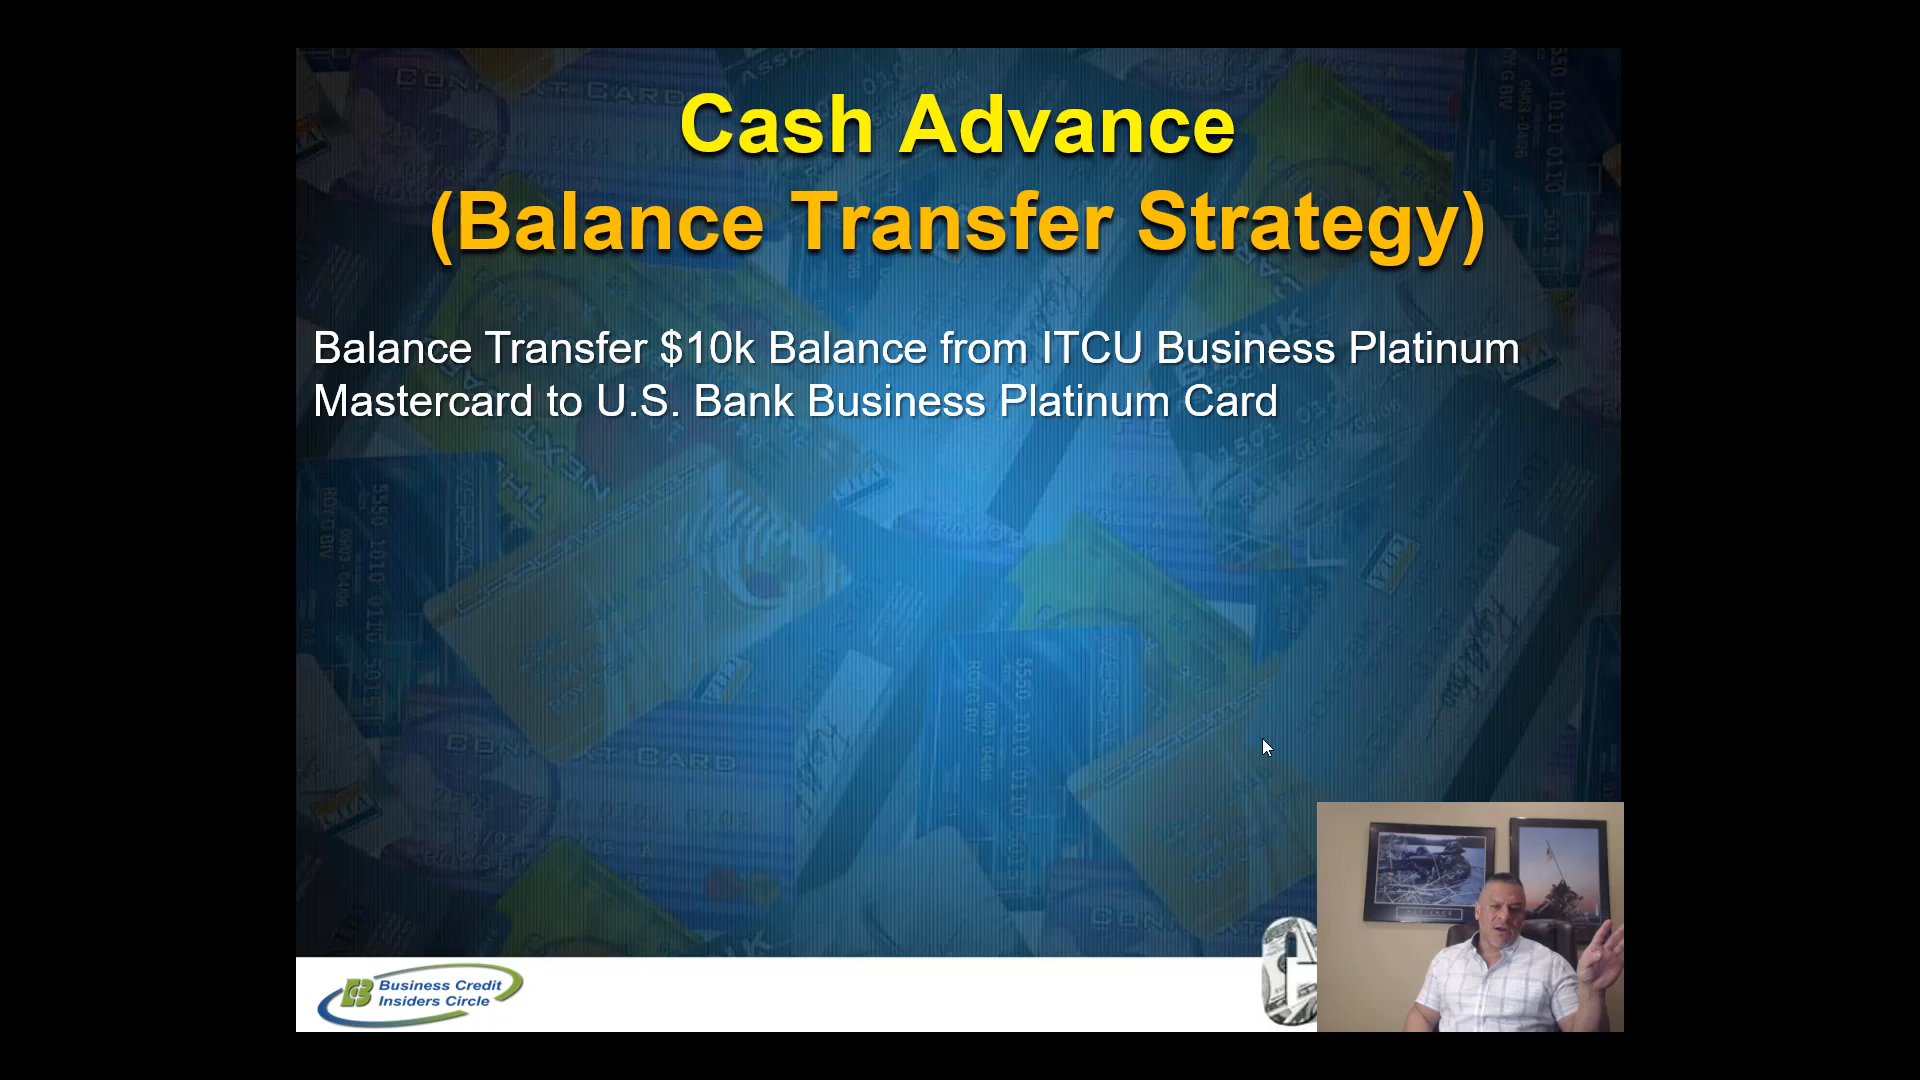 Cash Advance
(Balance Transfer Strategy)
Balance Transfer $10k Balance from ITCU Business Platinum
Mastercard to U.S. Bank Business Platinum Card
Business Credit
Insiders Circle